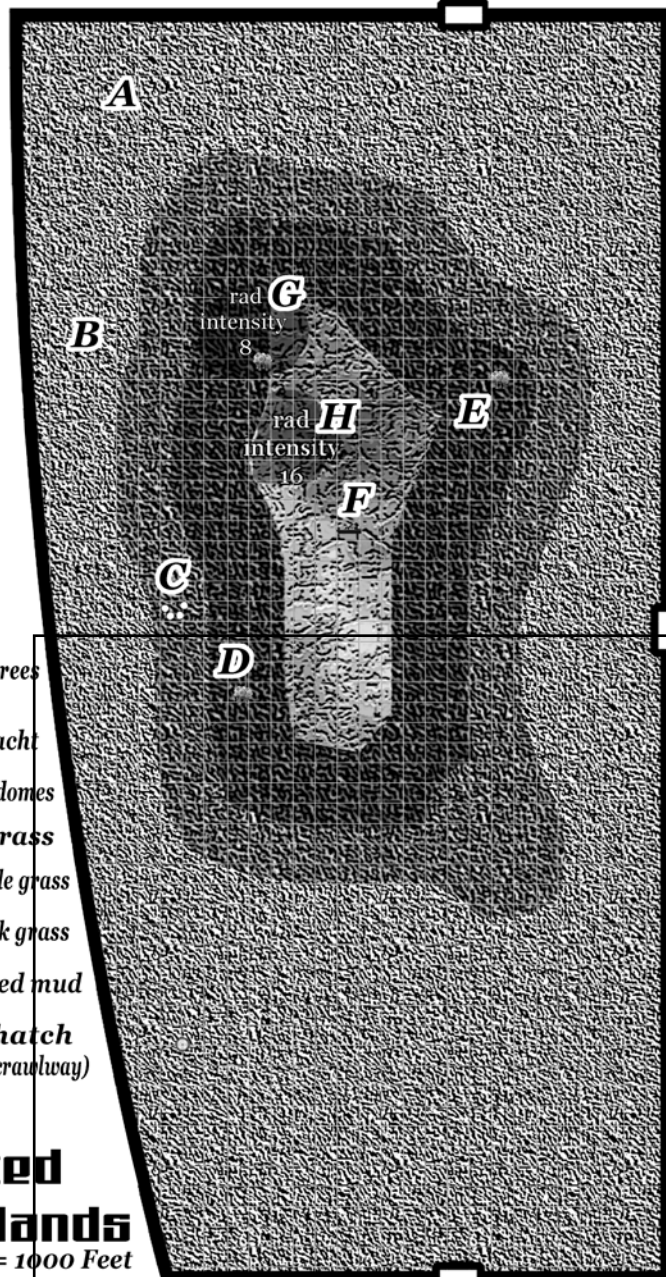 A
rad G
intensity
8
B
E
rad H
intensity
16
F
C
D
rees
acht
domes
rass
le grass
k grass
ed mud
hatch
crawlway)
ed
lands
= 1000 Feet